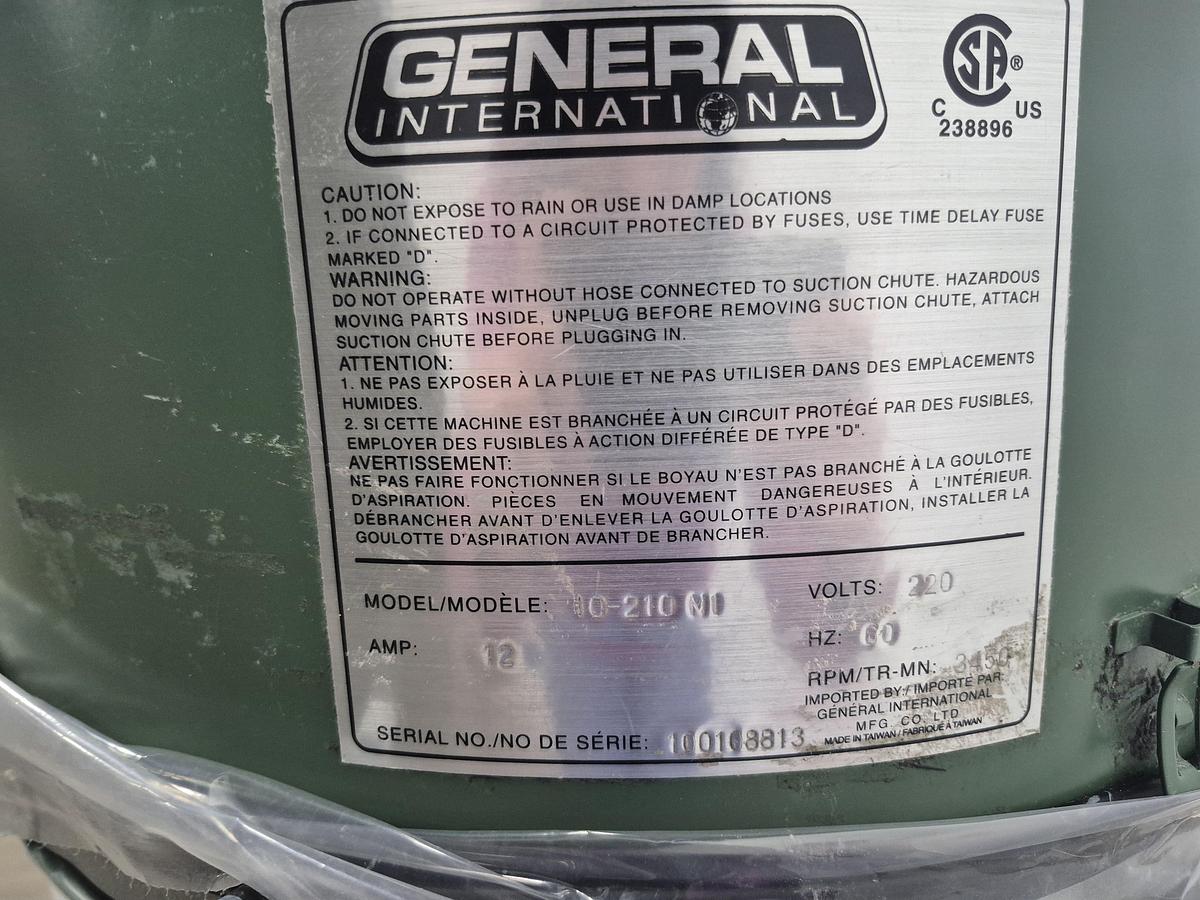 GENERAL
INTERNATIONAL
CSA ®
C US
238896
CAUTION:
1. DO NOT EXPOSE TO RAIN OR USE IN DAMP LOCATIONS
2. IF CONNECTED TO A CIRCUIT PROTECTED BY FUSES, USE TIME DELAY FUSE
MARKED "D".
WARNING:
DO NOT OPERATE WITHOUT HOSE CONNECTED TO SUCTION CHUTE. HAZARDOUS
MOVING PARTS INSIDE, UNPLUG BEFORE REMOVING SUCTION CHUTE, ATTACH
SUCTION CHUTE BEFORE PLUGGING IN.
ATTENTION:
1. NE PAS EXPOSER À LA PLUIE ET NE PAS UTILISER DANS DES EMPLACEMENTS
HUMIDES.
2. SI CETTE MACHINE EST BRANCHÉE À UN CIRCUIT PROTÉGÉ PAR DES FUSIBLES,
EMPLOYER DES FUSIBLES À ACTION DIFFÉRÉE DE TYPE "D".
AVERTISSEMENT:
NE PAS FAIRE FONCTIONNER SI LE BOYAU N'EST PAS BRANCHÉ À LA GOULOTTE
D'ASPIRATION. PIÈCES EN MOUVEMENT DANGEREUSES À L'INTÉRIEUR.
DÉBRANCHER AVANT D'ENLEVER LA GOULOTTE D'ASPIRATION, INSTALLER LA
GOULOTTE D'ASPIRATION AVANT DE BRANCHER.
MODEL/MODÈLE: 10-210 M1
VOLTS: 220
AMP: 12
HZ: 60
RPM/TR-MN: 3450
IMPORTED BY:/ IMPORTÉ PAR:
GÉNÉRAL INTERNATIONAL
MFG. CO. LTD
MADE IN TAIWAN / FABRIQUÉ À TAIWAN
SERIAL NO./NO DE SÉRIE: 100108813